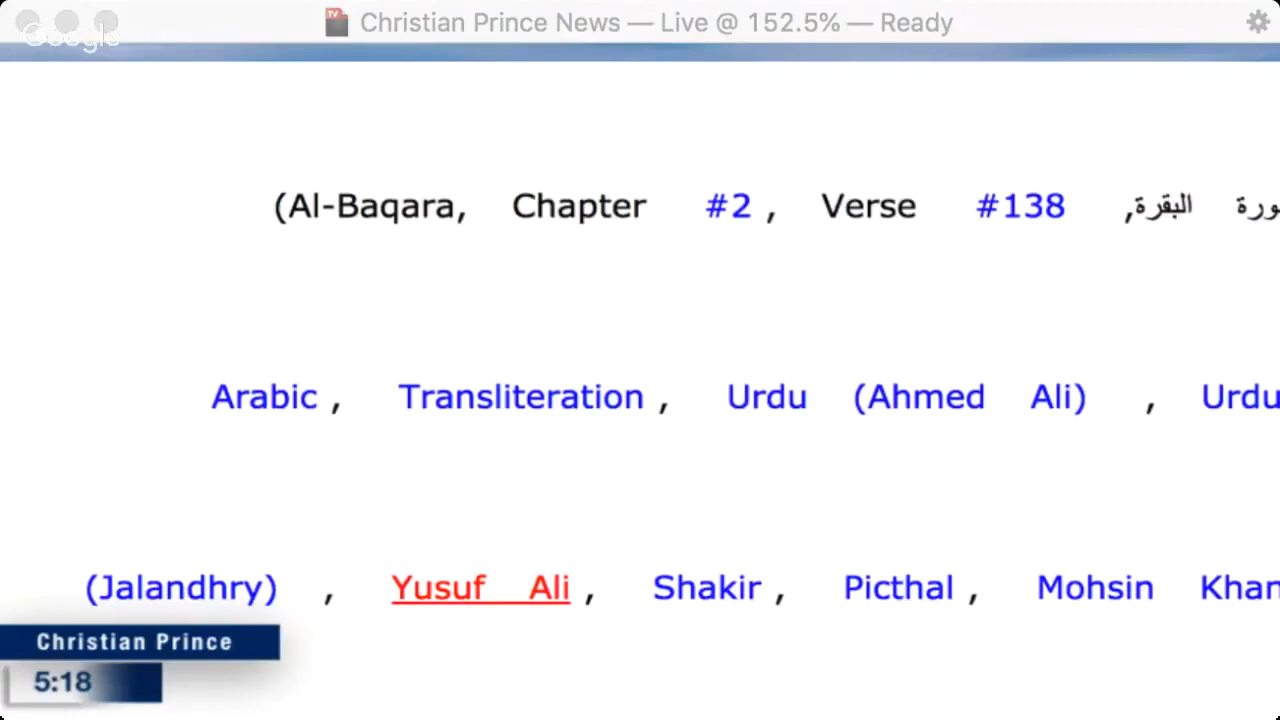 Christian Prince News — Live @ 152.5% — Ready
Google
(Al-Baqara, Chapter #2 , Verse #138 ,البقرة
Arabic , Transliteration , Urdu (Ahmed Ali) , Urdu
(Jalandhry) , Yusuf Ali , Shakir , Picthal , Mohsin Khan
Christian Prince
5:18